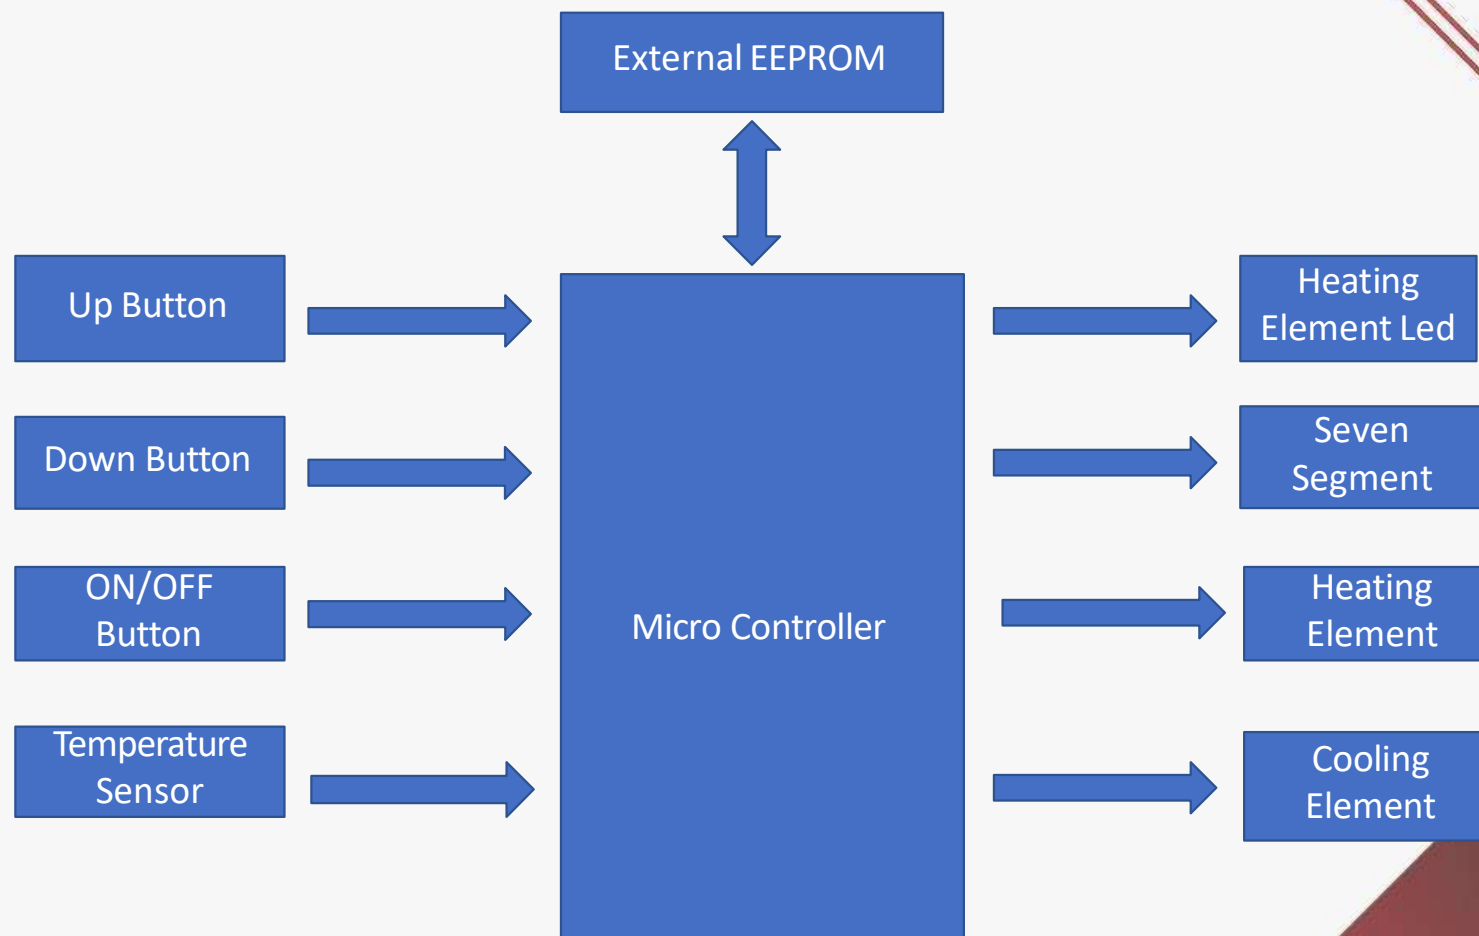 External EEPROM
Up Button
Down Button
ON/OFF
Button
Temperature
Sensor
Micro Controller
Heating
Element Led
Seven
Segment
Heating
Element
Cooling
Element